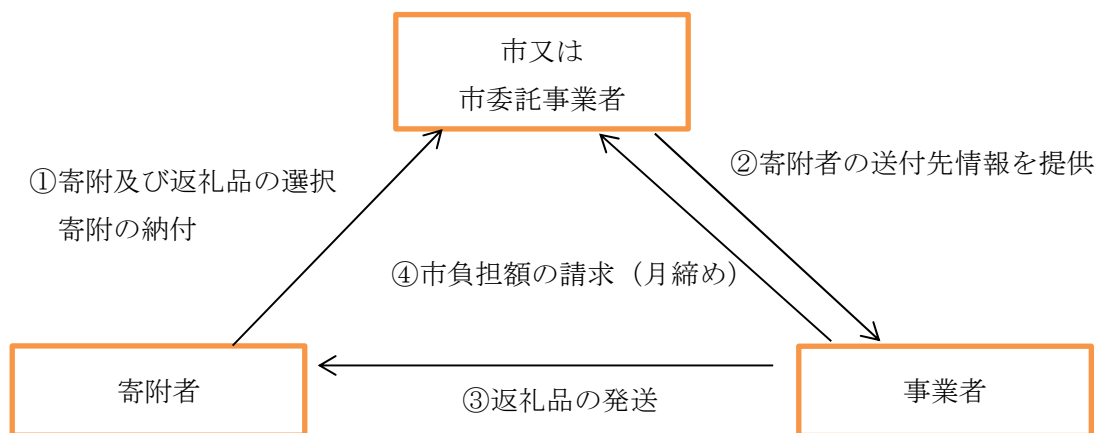 市又は
市委託事業者
①寄附及び返礼品の選択
寄附の納付
②寄附者の送付先情報を提供
④市負担額の請求（月締め）
寄附者
③返礼品の発送
事業者